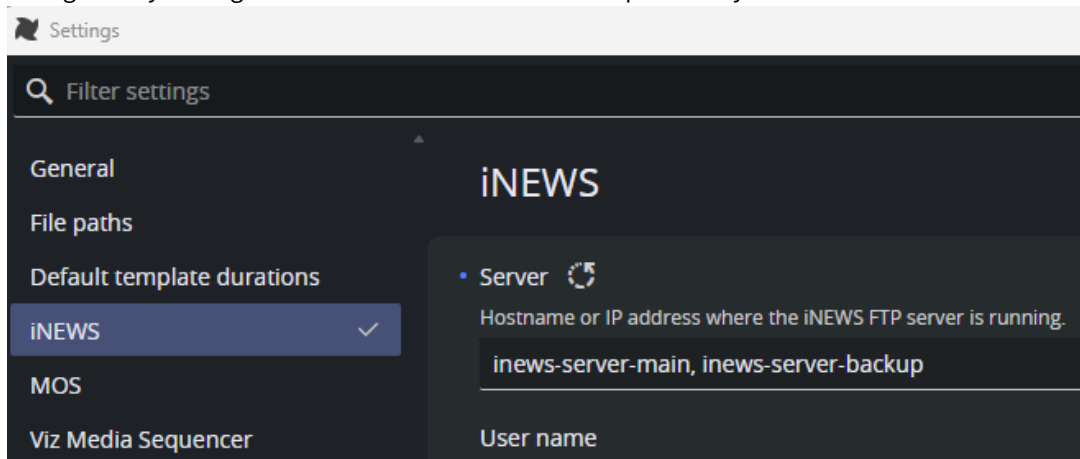 Settings
Filter settings
General
File paths
Default template durations
iNEWS
MOS
Viz Media Sequencer
iNEWS
Server
Hostname or IP address where the iNEWS FTP server is running.
inews-server-main, inews-server-backup
User name